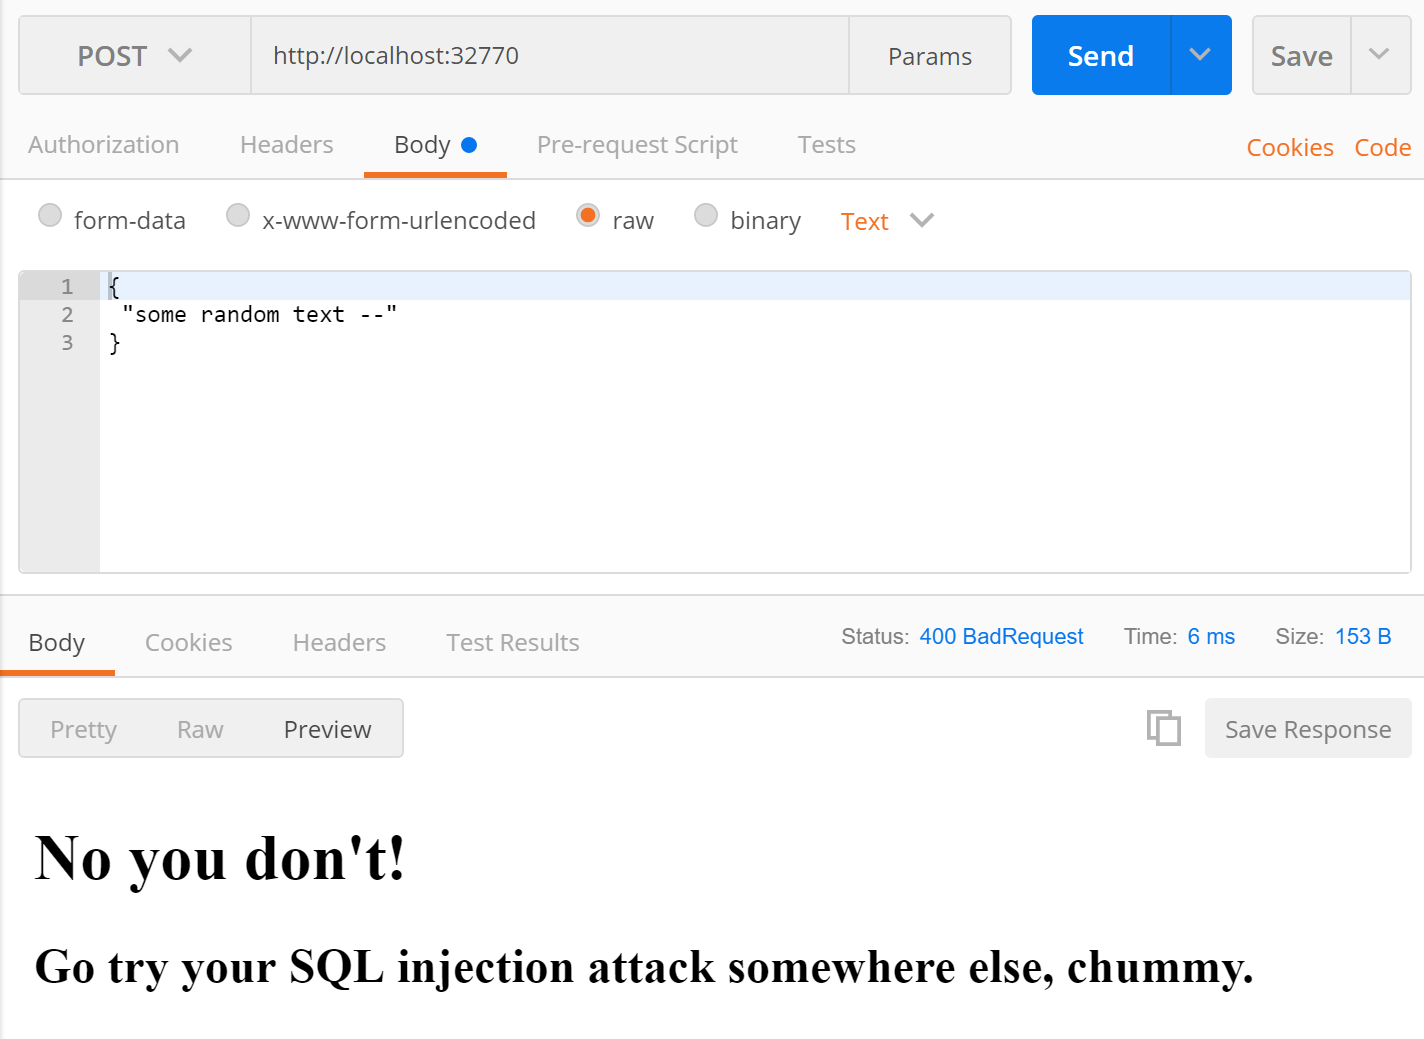 POST http://localhost:32770 Params Send Save
Authorization Headers Body Pre-request Script Tests Cookies Code
form-data x-www-form-urlencoded raw binary Text
1 {
2 "some random text --"
3 }
Body Cookies Headers Test Results Status: 400 BadRequest Time: 6 ms Size: 153 B
Pretty Raw Preview Save Response
No you don't!
Go try your SQL injection attack somewhere else, chummy.